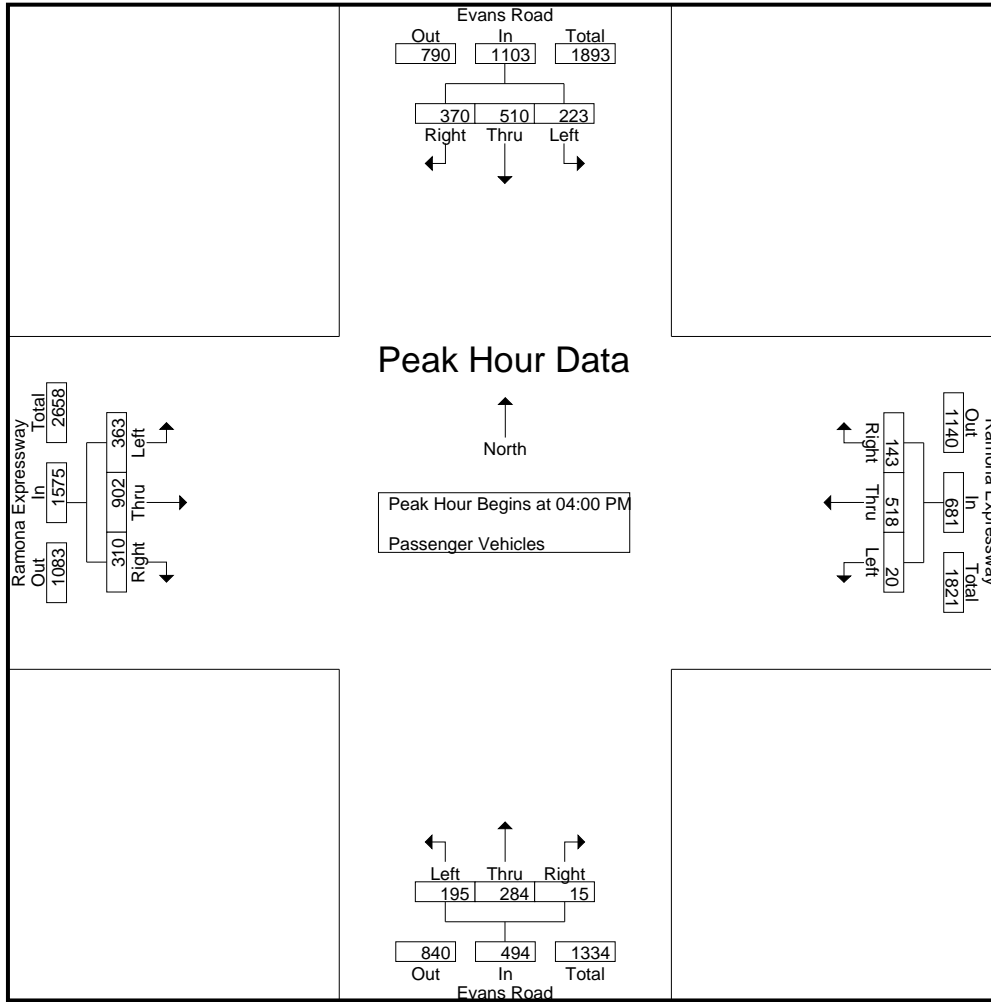 Evans Road
Out In Total
790 1103 1893
370 510 223
Right Thru Left
Peak Hour Data
North
Peak Hour Begins at 04:00 PM
Passenger Vehicles
Ramona Expressway
Total In Out
2658 1575 1083
363 902 310
Left Thru Right
Ramona Expressway
Out In Total
1140 681 1821
143 518 20
Right Thru Left
Left Thru Right
195 284 15
840 494 1334
Out In Total
Evans Road